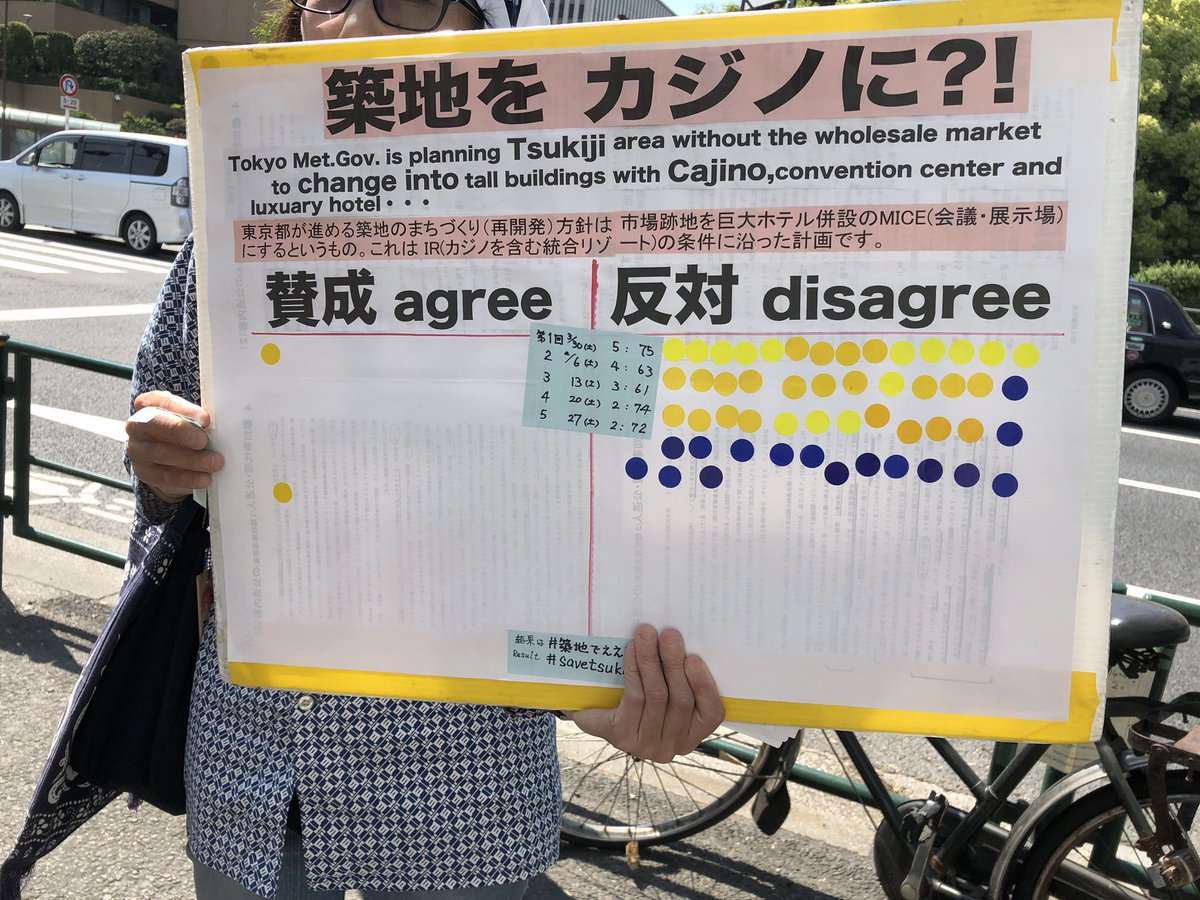 築地を カジノに?!
Tokyo Met.Gov. is planning Tsukiji area without the wholesale market
to change into tall buildings with Cajino,convention center and
luxuary hotel・・・
東京都が進める築地のまちづくり(再開発)方針は 市場跡地を巨大ホテル併設のMICE(会議・展示場)
にするというもの。これは IR(カジノを含む統合リゾート)の条件に沿った計画です。
賛成 agree
反対 disagree
第1回 3/30(土) 5:75
2 4/6(土) 4:63
3 13(土) 3:61
4 20(土) 2:74
5 27(土) 2:72
結果は #築地でええ
Result #savetsuk